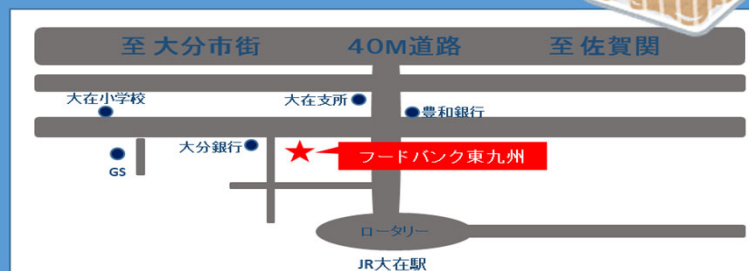 至 大分市街 40M道路 至 佐賀関
大在小学校
大在支所
豊和銀行
大分銀行
GS
フードバンク東九州
ロータリー
JR大在駅